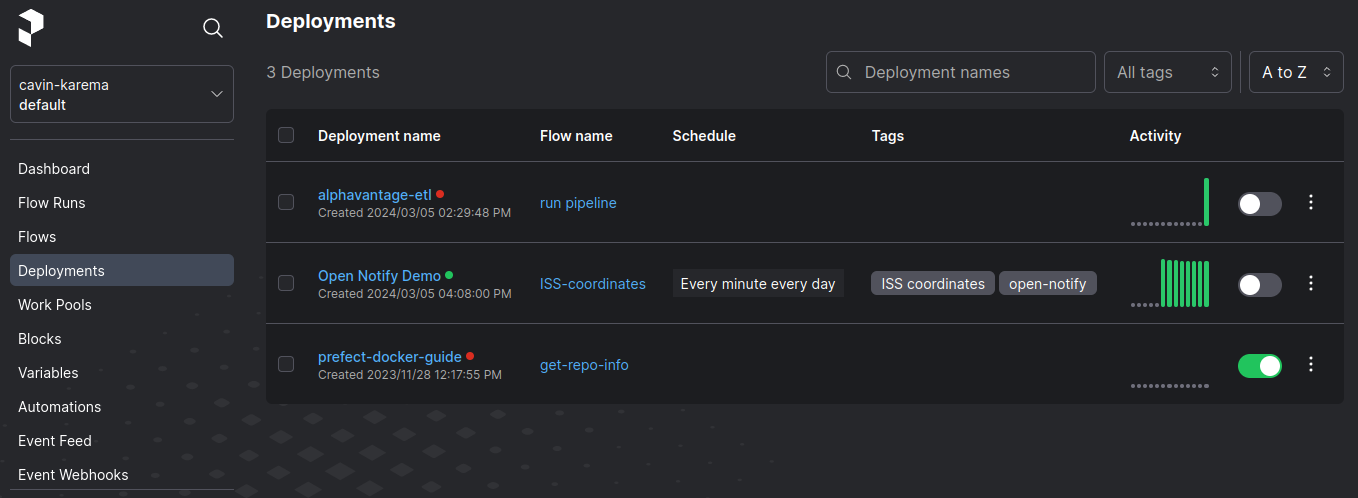 Deployments
cavin-karema
default
3 Deployments
Deployment names
All tags
A to Z
Dashboard
Flow Runs
Flows
Deployments
Work Pools
Blocks
Variables
Automations
Event Feed
Event Webhooks
Deployment name Flow name Schedule Tags Activity
alphavantage-etl run pipeline
Created 2024/03/05 02:29:48 PM
Open Notify Demo ISS-coordinates Every minute every day ISS coordinates open-notify
Created 2024/03/05 04:08:00 PM
prefect-docker-guide get-repo-info
Created 2023/11/28 12:17:55 PM